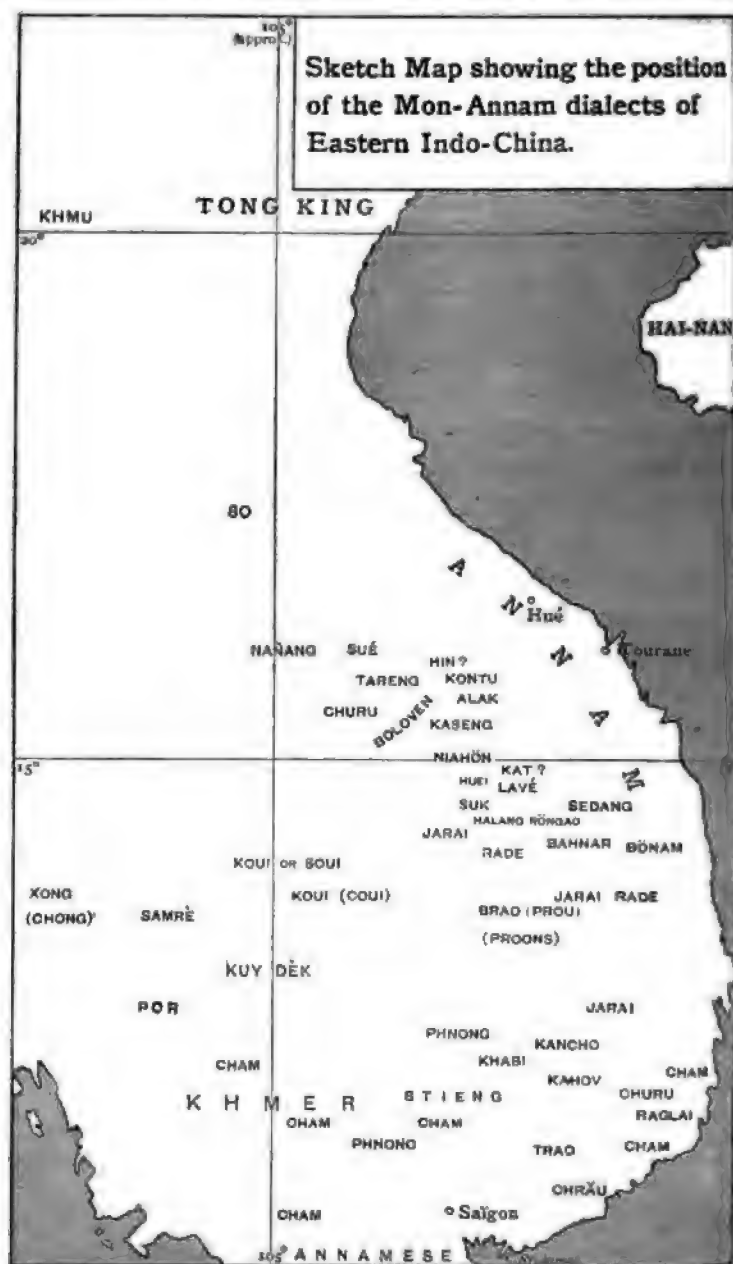 105°
(approx.)
Sketch Map showing the position
of the Mon-Annam dialects of
Eastern Indo-China.
TONG KING
KHMU
20°
HAI-NAN
SO
ANNAM
Hué
Tourane
NAÑANG
SUÉ
HIN?
TARENG
KONTU
ALAK
CHURU
BOLOVEN
KASENG
NIAHÖN
15°
KAT?
HUEI
LAVÉ
SUK
SEDANG
HALANG RÖNGAO
JARAI
BAHNAR
BÖNAM
RADE
KOUI OR SOUI
XONG
KOUI (COUI)
JARAI RADE
(CHONG)
SAMRÈ
BRAO (PROU)
(PROONS)
KUY DÈK
POR
JARAI
PHNONG
KANCHO
KHABI
CHAM
CHAM
KAHOV
STIENG
CHURU
KHMER
RAGLAI
CHAM
CHAM
PHNONG
TRAO
CHAM
CHRÄU
CHAM
Saïgon
105°
ANNAMESE